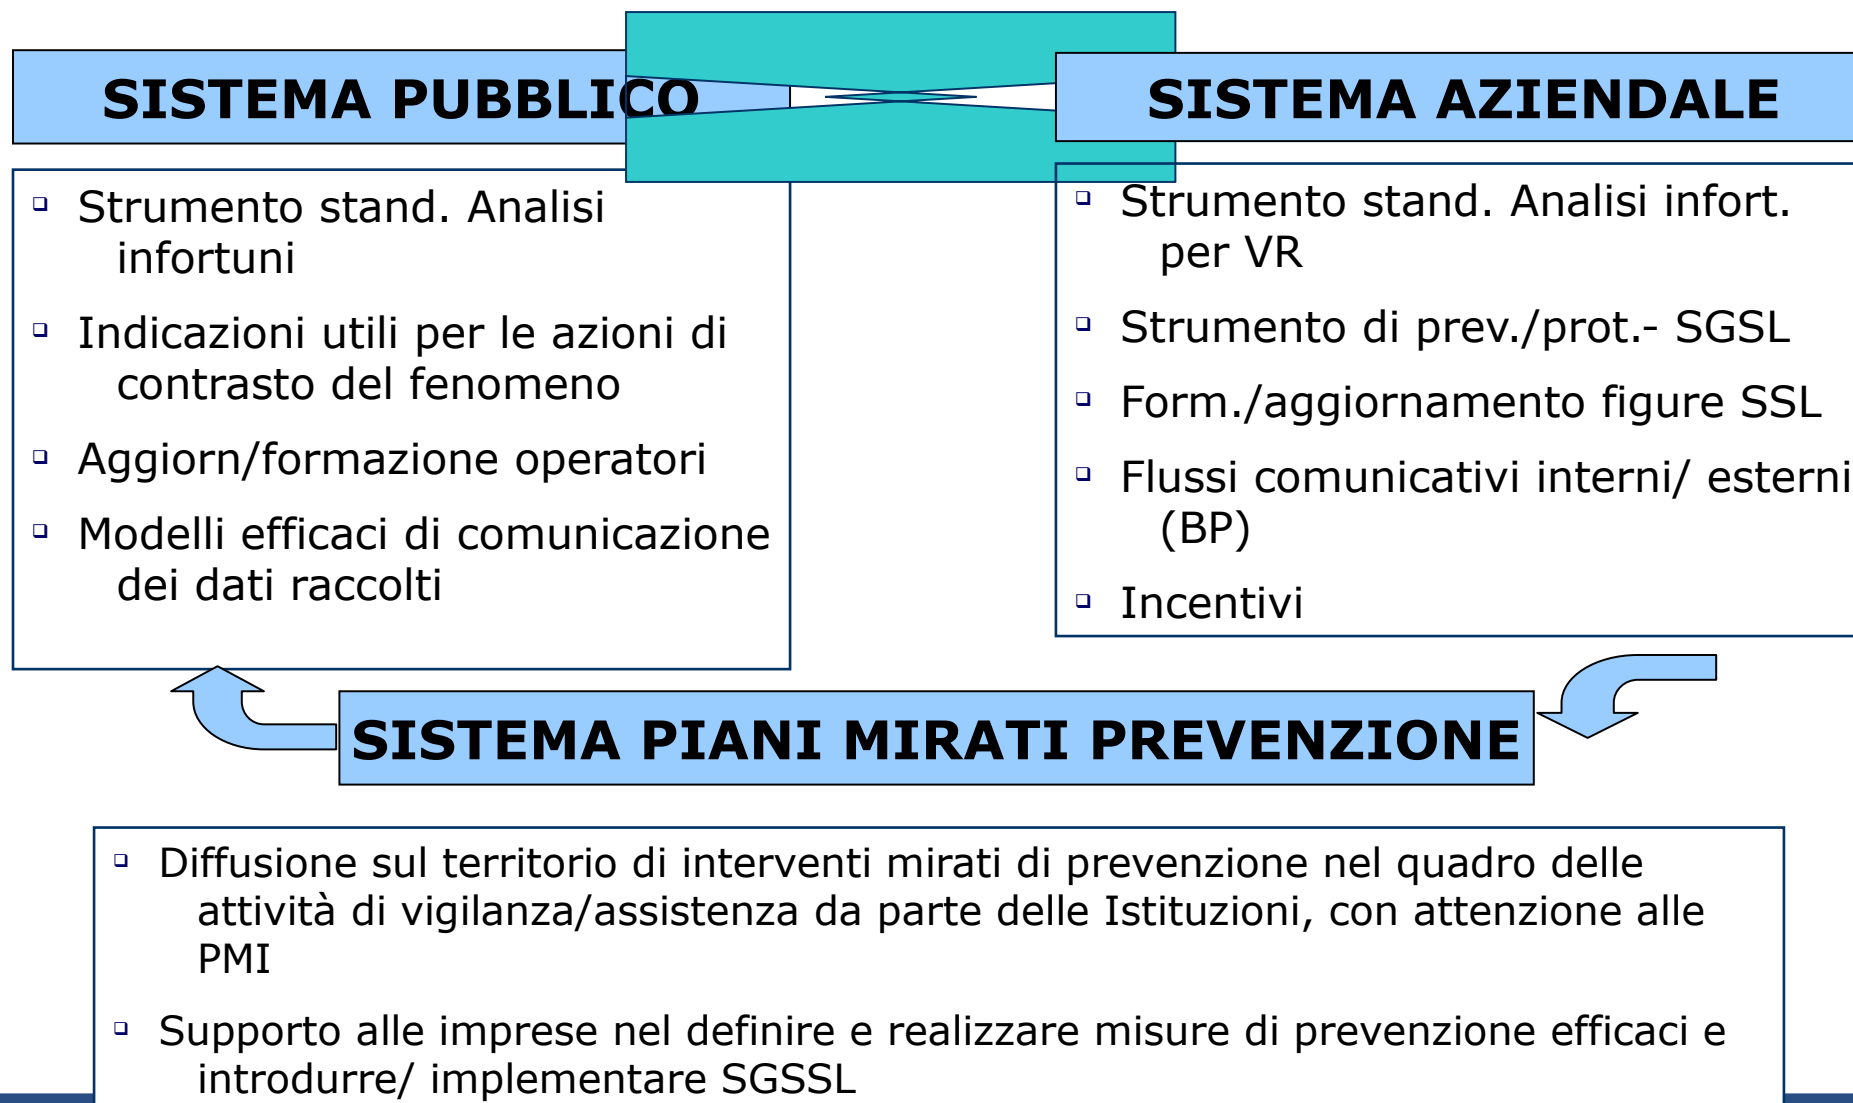 SISTEMA PUBBLICO
❑ Strumento stand. Analisi
infortuni
❑ Indicazioni utili per le azioni di
contrasto del fenomeno
❑ Aggiorn/formazione operatori
❑ Modelli efficaci di comunicazione
dei dati raccolti
SISTEMA AZIENDALE
❑ Strumento stand. Analisi infort.
per VR
❑ Strumento di prev./prot.- SGSL
❑ Form./aggiornamento figure SSL
❑ Flussi comunicativi interni/ esterni
(BP)
❑ Incentivi
SISTEMA PIANI MIRATI PREVENZIONE
❑ Diffusione sul territorio di interventi mirati di prevenzione nel quadro delle
attività di vigilanza/assistenza da parte delle Istituzioni, con attenzione alle
PMI
❑ Supporto alle imprese nel definire e realizzare misure di prevenzione efficaci e
introdurre/ implementare SGSSL